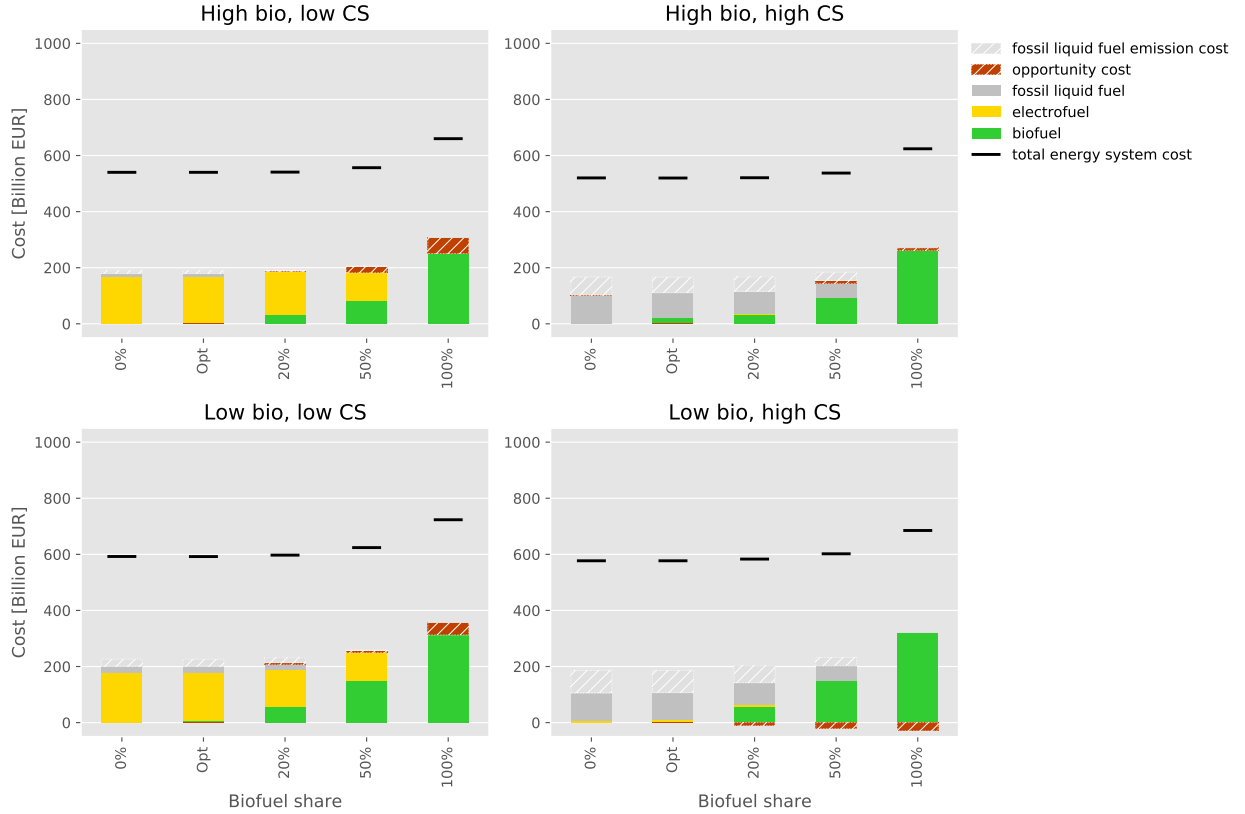 High bio, low CS
High bio, high CS
1000
800
600
400
200
0
Cost [Billion EUR]
0%
Opt
20%
50%
100%
1000
800
600
400
200
0
0%
Opt
20%
50%
100%
fossil liquid fuel emission cost
opportunity cost
fossil liquid fuel
electrofuel
biofuel
total energy system cost
Low bio, low CS
Low bio, high CS
1000
800
600
400
200
0
Cost [Billion EUR]
0%
Opt
20%
50%
100%
Biofuel share
1000
800
600
400
200
0
0%
Opt
20%
50%
100%
Biofuel share